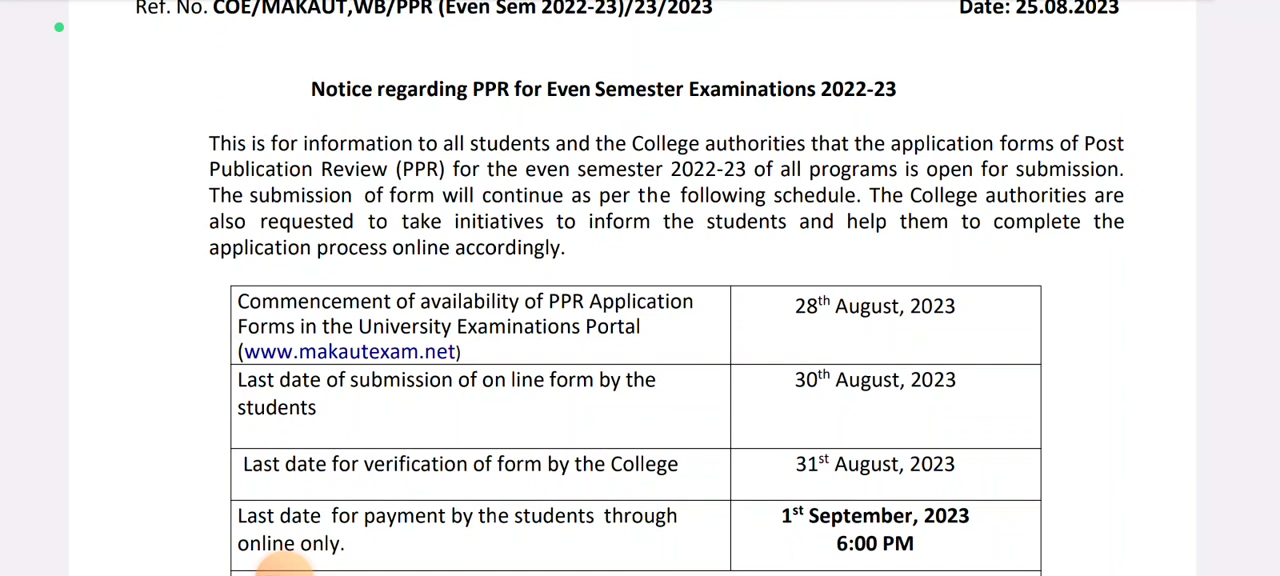 Ref. No. COE/MAKAUT,WB/PPR (Even Sem 2022-23)/23/2023 Date: 25.08.2023
Notice regarding PPR for Even Semester Examinations 2022-23
This is for information to all students and the College authorities that the application forms of Post
Publication Review (PPR) for the even semester 2022-23 of all programs is open for submission.
The submission of form will continue as per the following schedule. The College authorities are
also requested to take initiatives to inform the students and help them to complete the
application process online accordingly.
Commencement of availability of PPR Application
Forms in the University Examinations Portal
(www.makautexam.net)
28th August, 2023
Last date of submission of on line form by the
students
30th August, 2023
Last date for verification of form by the College
31st August, 2023
Last date for payment by the students through
online only.
1st September, 2023
6:00 PM